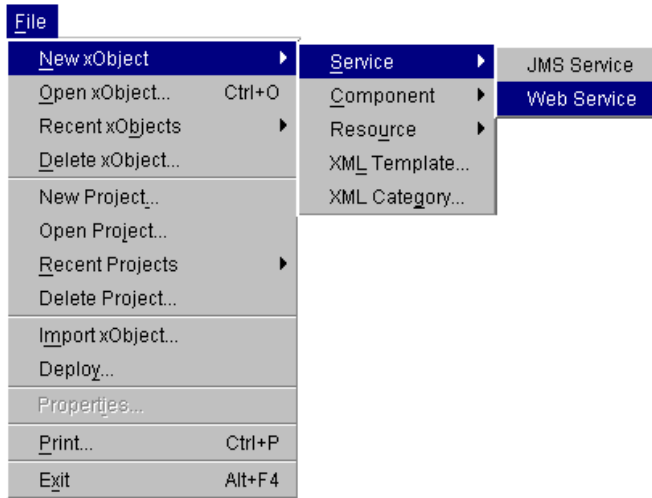 File
New xObject
Open xObject... Ctrl+O
Recent xObjects
Delete xObject...
New Project...
Open Project...
Recent Projects
Delete Project...
Import xObject...
Deploy...
Properties...
Print... Ctrl+P
Exit Alt+F4
Service
Component
Resource
XML Template...
XML Category...
JMS Service
Web Service